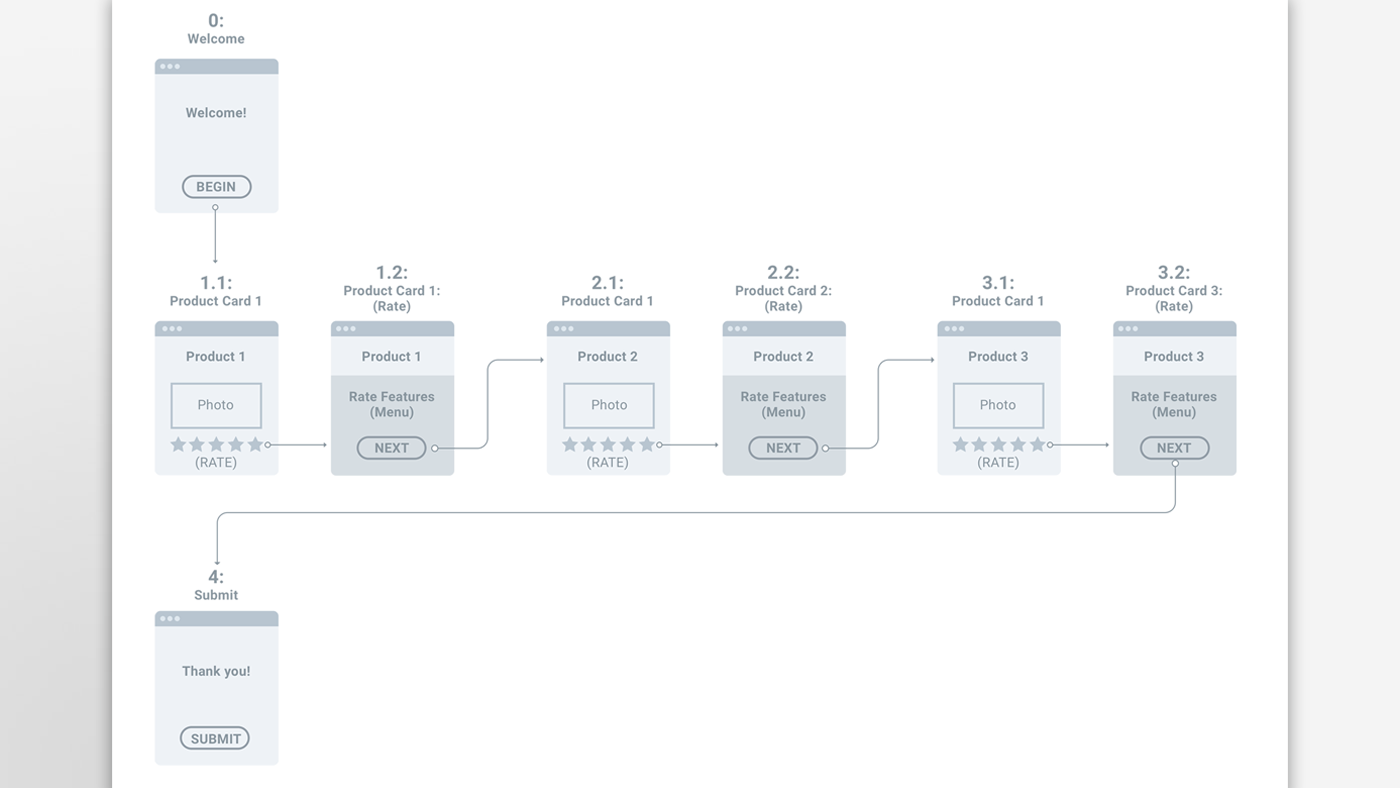 0:
Welcome
Welcome!
BEGIN
1.1:
Product Card 1
Product 1
Photo
(RATE)
1.2:
Product Card 1:
(Rate)
Product 1
Rate Features
(Menu)
NEXT
2.1:
Product Card 1
Product 2
Photo
(RATE)
2.2:
Product Card 2:
(Rate)
Product 2
Rate Features
(Menu)
NEXT
3.1:
Product Card 1
Product 3
Photo
(RATE)
3.2:
Product Card 3:
(Rate)
Product 3
Rate Features
(Menu)
NEXT
4:
Submit
Thank you!
SUBMIT